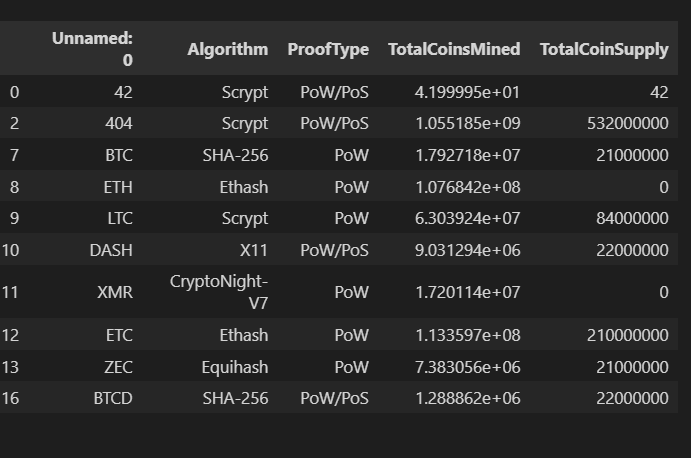 Unnamed: 0 Algorithm ProofType TotalCoinsMined TotalCoinSupply
0 42 Scrypt PoW/PoS 4.199995e+01 42
2 404 Scrypt PoW/PoS 1.055185e+09 532000000
7 BTC SHA-256 PoW 1.792718e+07 21000000
8 ETH Ethash PoW 1.076842e+08 0
9 LTC Scrypt PoW 6.303924e+07 84000000
10 DASH X11 PoW/PoS 9.031294e+06 22000000
11 XMR CryptoNight-V7 PoW 1.720114e+07 0
12 ETC Ethash PoW 1.133597e+08 210000000
13 ZEC Equihash PoW 7.383056e+06 21000000
16 BTCD SHA-256 PoW/PoS 1.288862e+06 22000000